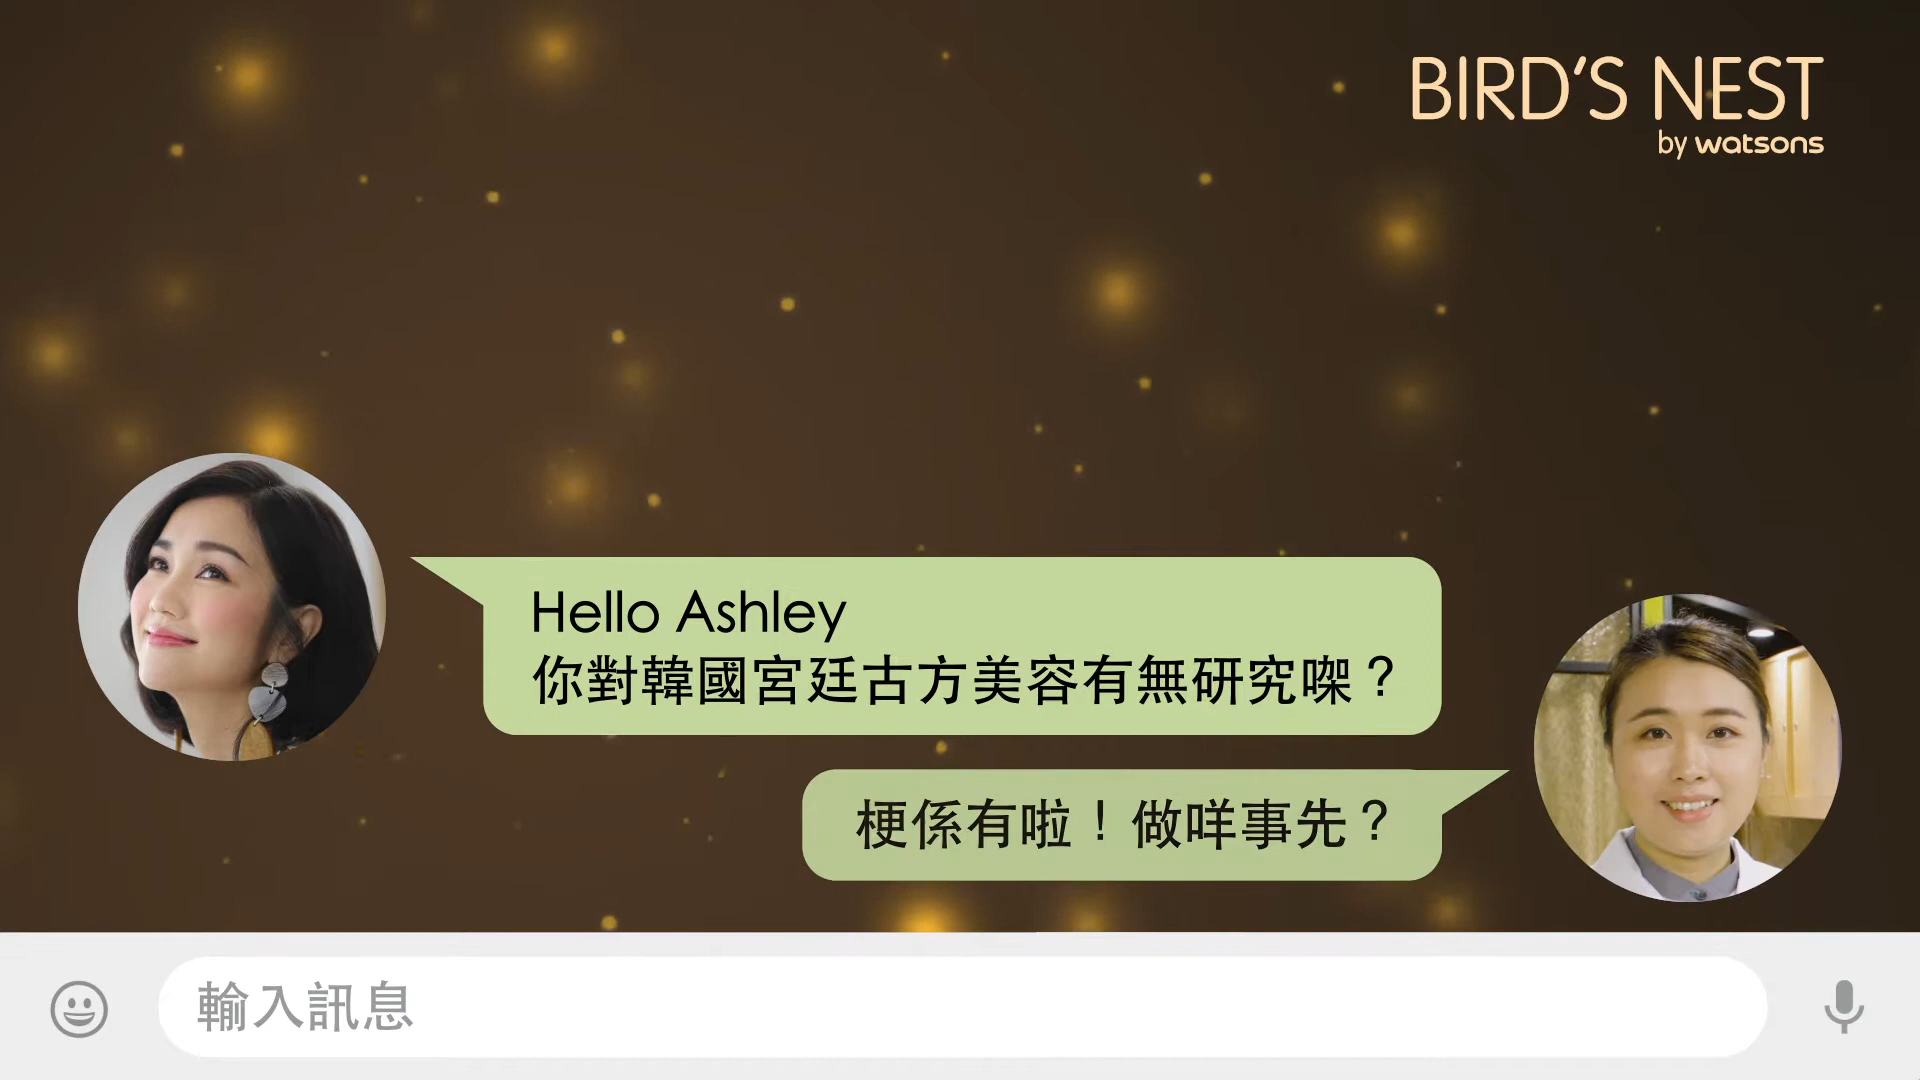 BIRD'S NEST
by watsons
Hello Ashley
你對韓國宮廷古方美容有無研究㗎？
梗係有啦！做咩事先？
輸入訊息